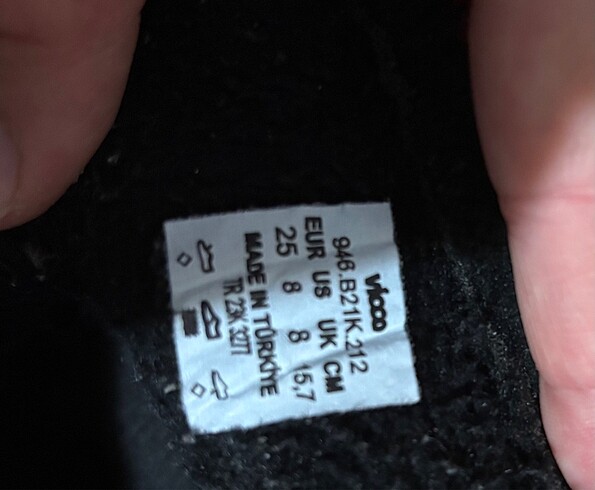 vicco
946.B21K.212
EUR US UK CM
25 8 8 15,7
MADE IN TÜRKİYE
TR 23K 3277